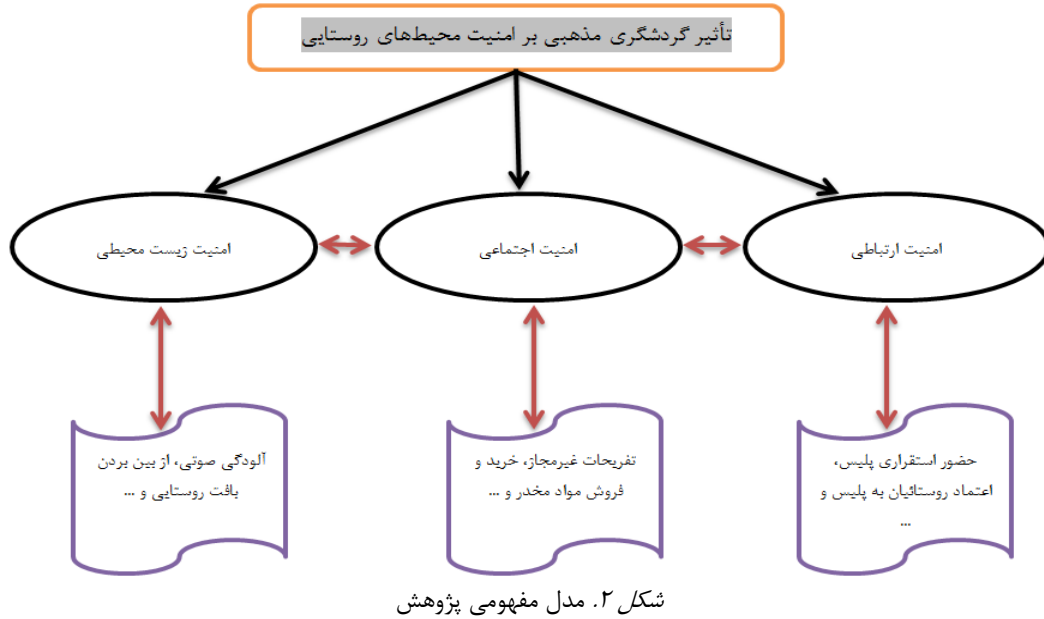 تأثیر گردشگری مذهبی بر امنیت محیط‌های روستایی
امنیت ارتباطی
امنیت اجتماعی
امنیت زیست محیطی
حضور استقراری پلیس،
اعتماد روستائیان به پلیس و
...
تفریحات غیرمجاز، خرید و
فروش مواد مخدر و ...
آلودگی صوتی، از بین بردن
بافت روستایی و ...
شکل ۲. مدل مفهومی پژوهش